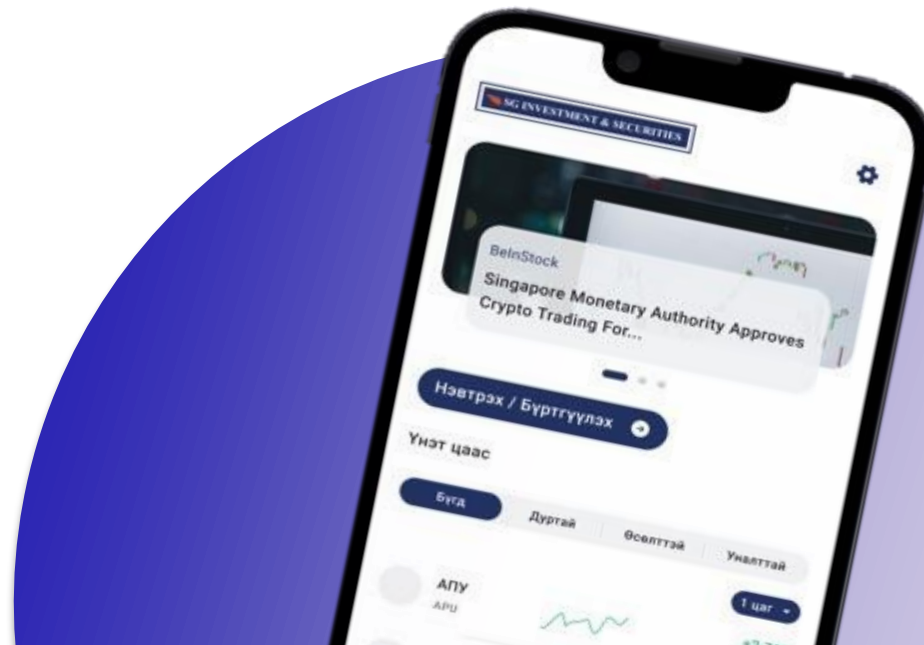 SG INVESTMENT & SECURITIES
BeInStock
Singapore Monetary Authority Approves
Crypto Trading For...
Нэвтрэх / Бүртгүүлэх
Үнэт цаас
Бүгд
Дуртай
Өсөлттэй
Уналттай
АПУ
APU
1 цаг